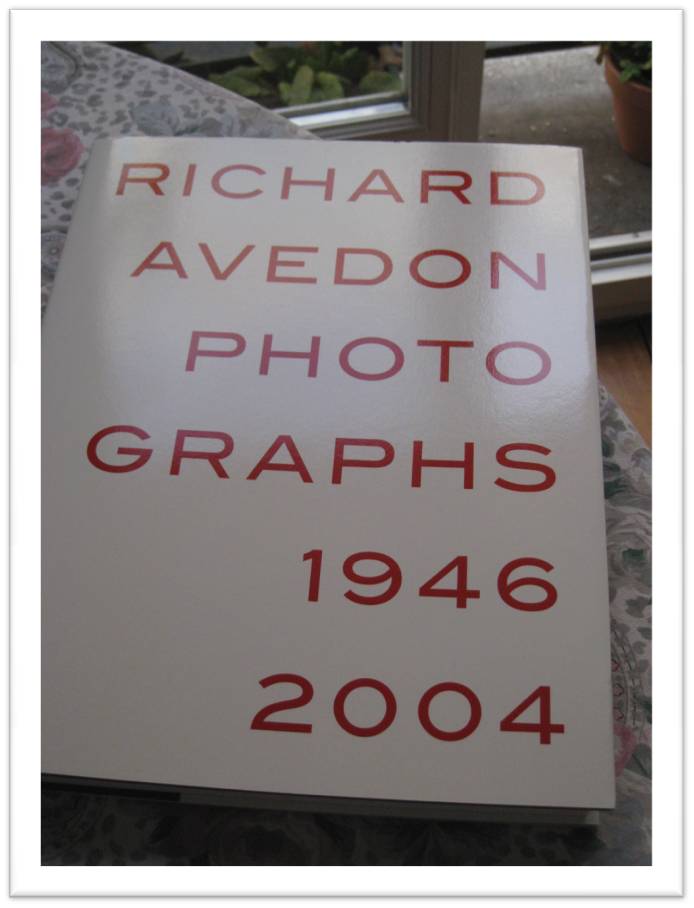 RICHARD
AVEDON
PHOTO
GRAPHS
1946
2004